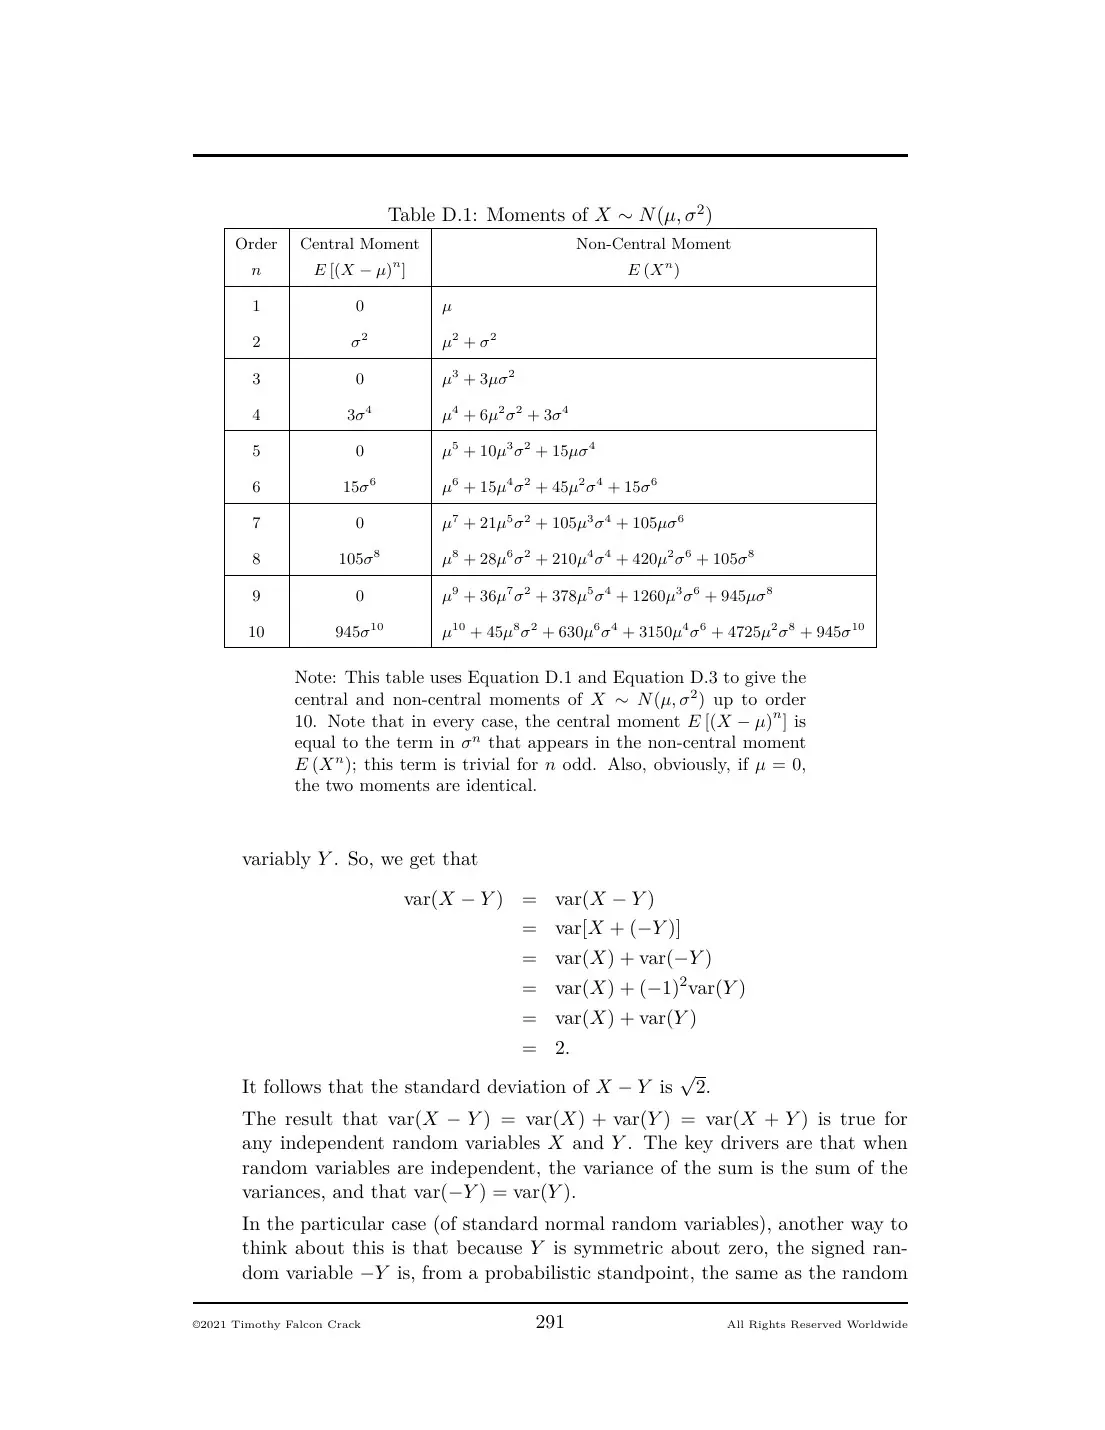 Table D.1: Moments of X ∼ N(μ, σ²)
Order Central Moment Non-Central Moment
n E [(X − μ)ⁿ] E (Xⁿ)
1 0 μ
2 σ² μ² + σ²
3 0 μ³ + 3μσ²
4 3σ⁴ μ⁴ + 6μ²σ² + 3σ⁴
5 0 μ⁵ + 10μ³σ² + 15μσ⁴
6 15σ⁶ μ⁶ + 15μ⁴σ² + 45μ²σ⁴ + 15σ⁶
7 0 μ⁷ + 21μ⁵σ² + 105μ³σ⁴ + 105μσ⁶
8 105σ⁸ μ⁸ + 28μ⁶σ² + 210μ⁴σ⁴ + 420μ²σ⁶ + 105σ⁸
9 0 μ⁹ + 36μ⁷σ² + 378μ⁵σ⁴ + 1260μ³σ⁶ + 945μσ⁸
10 945σ¹⁰ μ¹⁰ + 45μ⁸σ² + 630μ⁶σ⁴ + 3150μ⁴σ⁶ + 4725μ²σ⁸ + 945σ¹⁰
Note: This table uses Equation D.1 and Equation D.3 to give the
central and non-central moments of X ∼ N(μ, σ²) up to order
10. Note that in every case, the central moment E [(X − μ)ⁿ] is
equal to the term in σⁿ that appears in the non-central moment
E (Xⁿ); this term is trivial for n odd. Also, obviously, if μ = 0,
the two moments are identical.
variably Y. So, we get that
var(X − Y) = var(X − Y)
= var[X + (−Y)]
= var(X) + var(−Y)
= var(X) + (−1)²var(Y)
= var(X) + var(Y)
= 2.
It follows that the standard deviation of X − Y is √2.
The result that var(X − Y) = var(X) + var(Y) = var(X + Y) is true for
any independent random variables X and Y. The key drivers are that when
random variables are independent, the variance of the sum is the sum of the
variances, and that var(−Y) = var(Y).
In the particular case (of standard normal random variables), another way to
think about this is that because Y is symmetric about zero, the signed ran-
dom variable −Y is, from a probabilistic standpoint, the same as the random
©2021 Timothy Falcon Crack 291 All Rights Reserved Worldwide